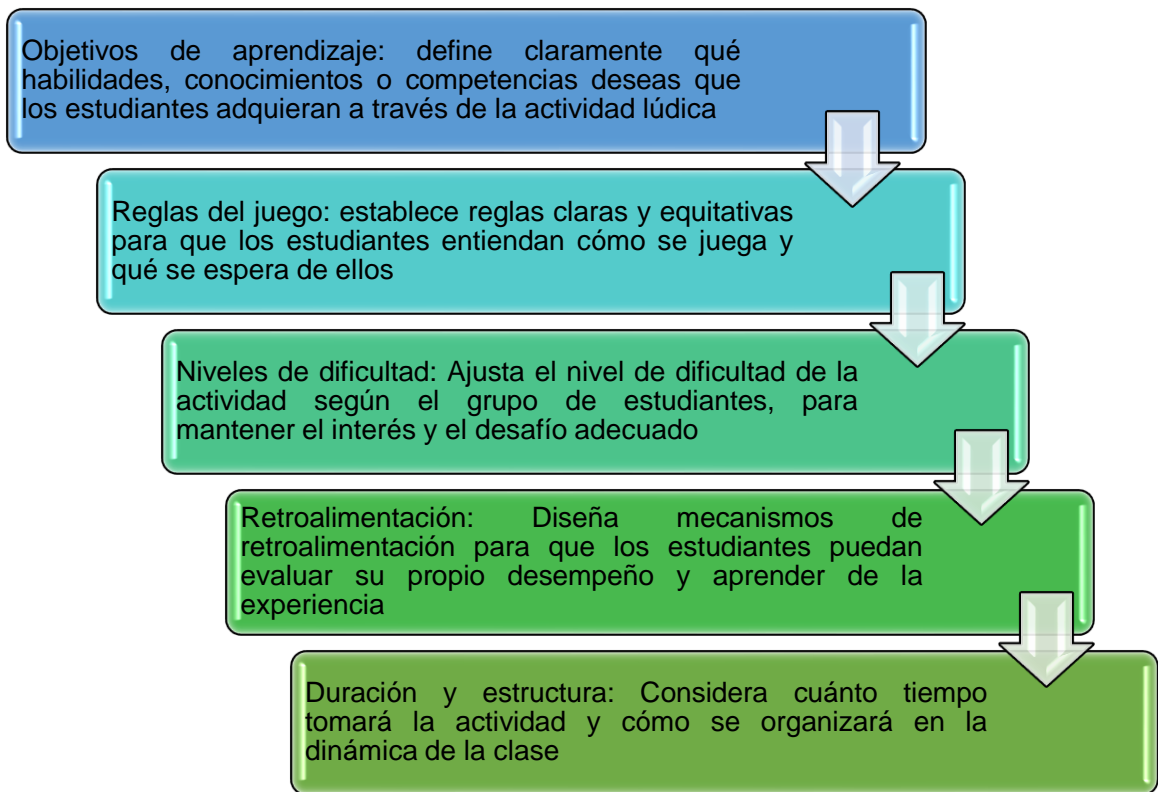 Objetivos de aprendizaje: define claramente qué
habilidades, conocimientos o competencias deseas que
los estudiantes adquieran a través de la actividad lúdica
Reglas del juego: establece reglas claras y equitativas
para que los estudiantes entiendan cómo se juega y
qué se espera de ellos
Niveles de dificultad: Ajusta el nivel de dificultad de la
actividad según el grupo de estudiantes, para
mantener el interés y el desafío adecuado
Retroalimentación: Diseña mecanismos de
retroalimentación para que los estudiantes puedan
evaluar su propio desempeño y aprender de la
experiencia
Duración y estructura: Considera cuánto tiempo
tomará la actividad y cómo se organizará en la
dinámica de la clase